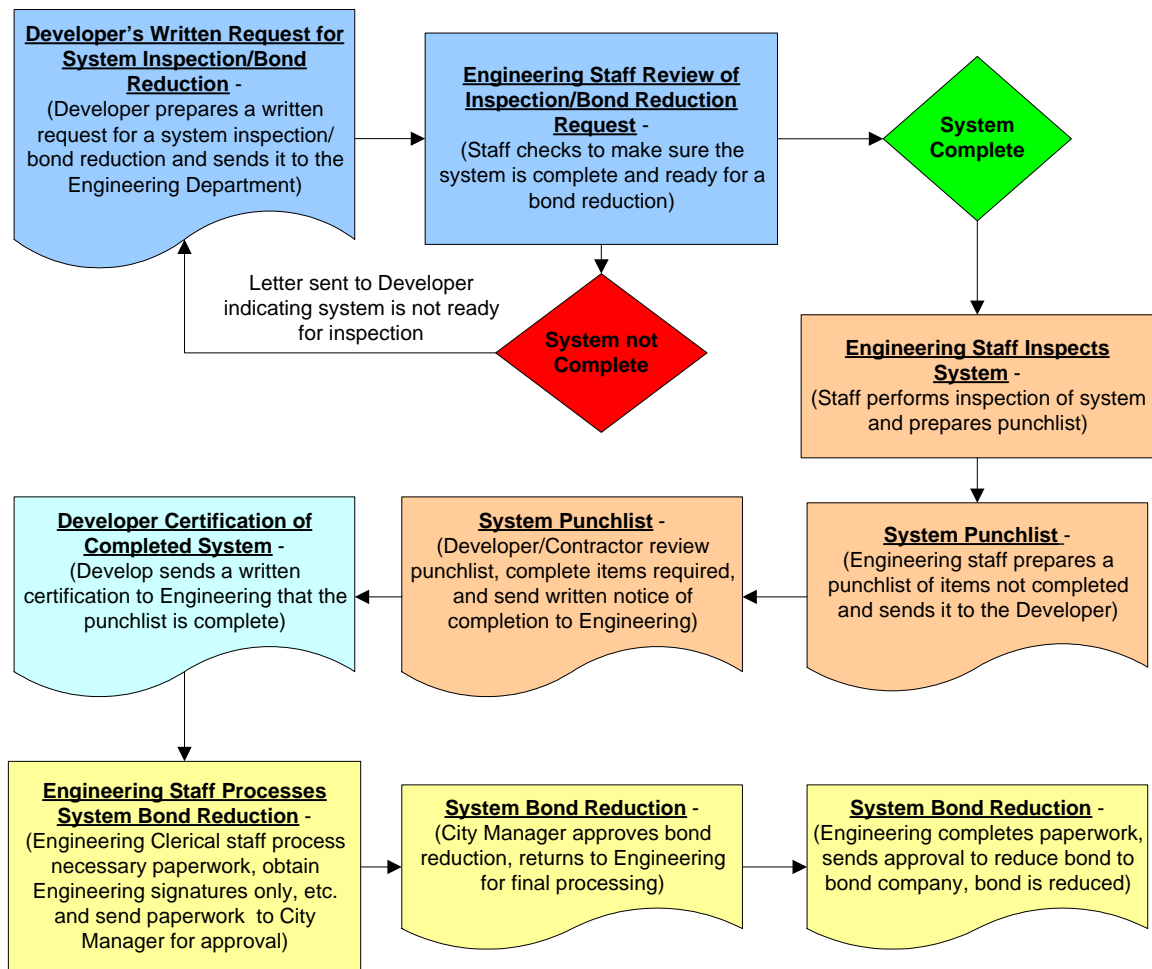 Developer's Written Request for
System Inspection/Bond
Reduction -
(Developer prepares a written
request for a system inspection/
bond reduction and sends it to the
Engineering Department)
Engineering Staff Review of
Inspection/Bond Reduction
Request -
(Staff checks to make sure the
system is complete and ready for a
bond reduction)
System
Complete
Letter sent to Developer
indicating system is not ready
for inspection
System not
Complete
Engineering Staff Inspects
System -
(Staff performs inspection of system
and prepares punchlist)
Developer Certification of
Completed System -
(Develop sends a written
certification to Engineering that the
punchlist is complete)
System Punchlist -
(Developer/Contractor review
punchlist, complete items required,
and send written notice of
completion to Engineering)
System Punchlist -
(Engineering staff prepares a
punchlist of items not completed
and sends it to the Developer)
Engineering Staff Processes
System Bond Reduction -
(Engineering Clerical staff process
necessary paperwork, obtain
Engineering signatures only, etc.
and send paperwork to City
Manager for approval)
System Bond Reduction -
(City Manager approves bond
reduction, returns to Engineering
for final processing)
System Bond Reduction -
(Engineering completes paperwork,
sends approval to reduce bond to
bond company, bond is reduced)